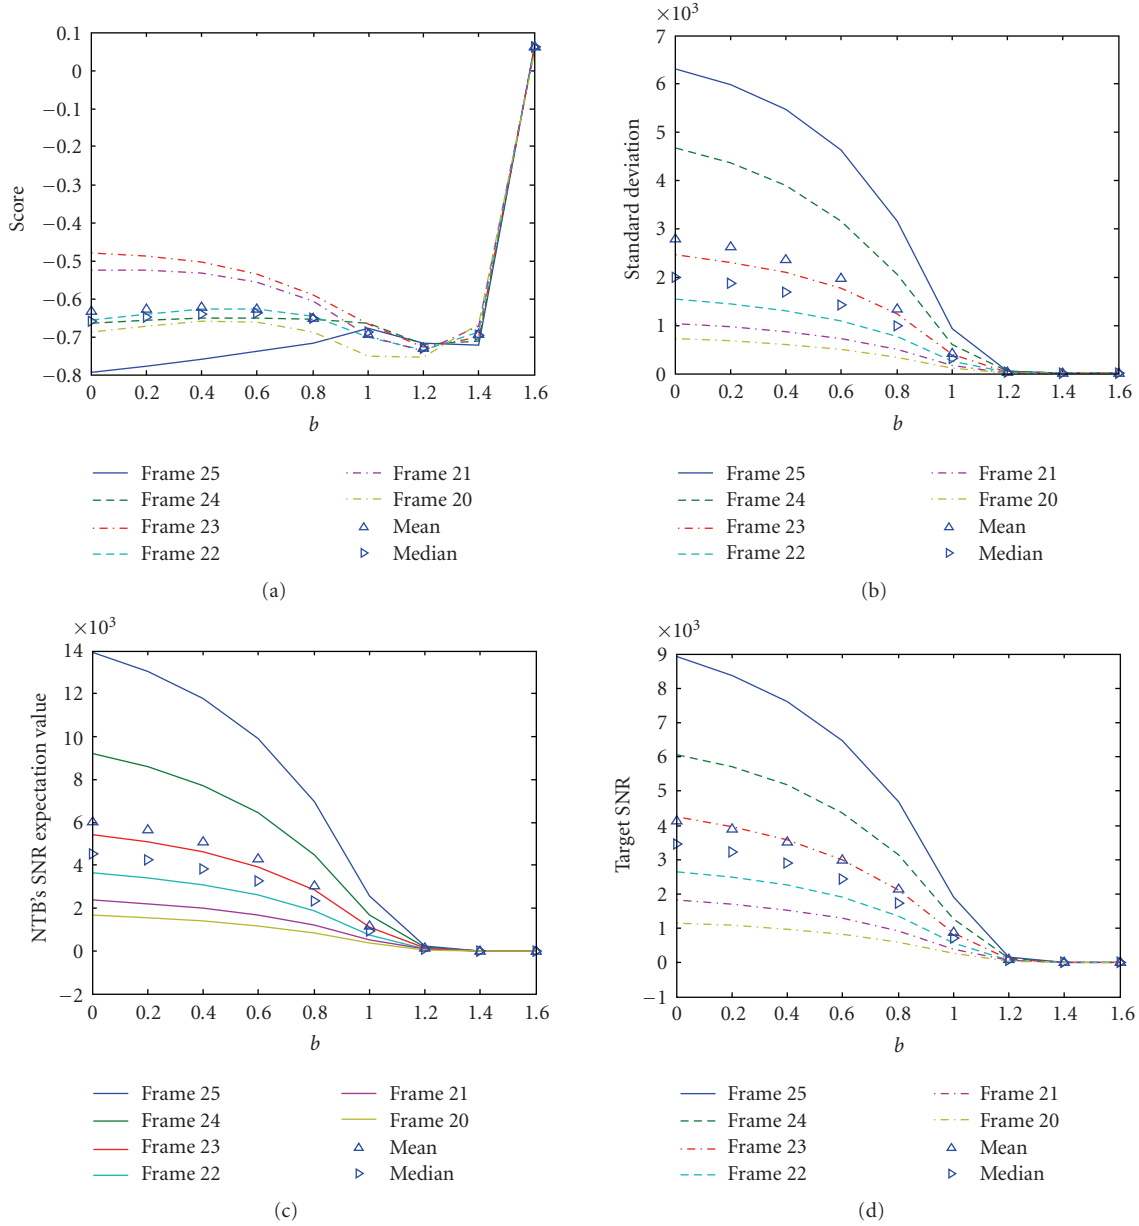 0.1
0
−0.1
−0.2
−0.3
−0.4
−0.5
−0.6
−0.7
−0.8
Score
0 0.2 0.4 0.6 0.8 1 1.2 1.4 1.6
b
Frame 25
Frame 24
Frame 23
Frame 22
Frame 21
Frame 20
Mean
Median
(a)
×10³
7
6
5
4
3
2
1
0
Standard deviation
0 0.2 0.4 0.6 0.8 1 1.2 1.4 1.6
b
Frame 25
Frame 24
Frame 23
Frame 22
Frame 21
Frame 20
Mean
Median
(b)
×10³
14
12
10
8
6
4
2
0
−2
NTB's SNR expectation value
0 0.2 0.4 0.6 0.8 1 1.2 1.4 1.6
b
Frame 25
Frame 24
Frame 23
Frame 22
Frame 21
Frame 20
Mean
Median
(c)
×10³
9
8
7
6
5
4
3
2
1
0
−1
Target SNR
0 0.2 0.4 0.6 0.8 1 1.2 1.4 1.6
b
Frame 25
Frame 24
Frame 23
Frame 22
Frame 21
Frame 20
Mean
Median
(d)